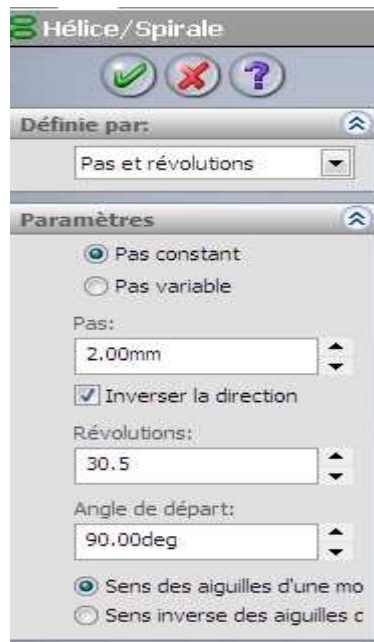 Hélice/Spirale
?
Définie par:
Pas et révolutions
Paramètres
Pas constant
Pas variable
Pas:
2.00mm
Inverser la direction
Révolutions:
30.5
Angle de départ:
90.00deg
Sens des aiguilles d'une mo
Sens inverse des aiguilles d